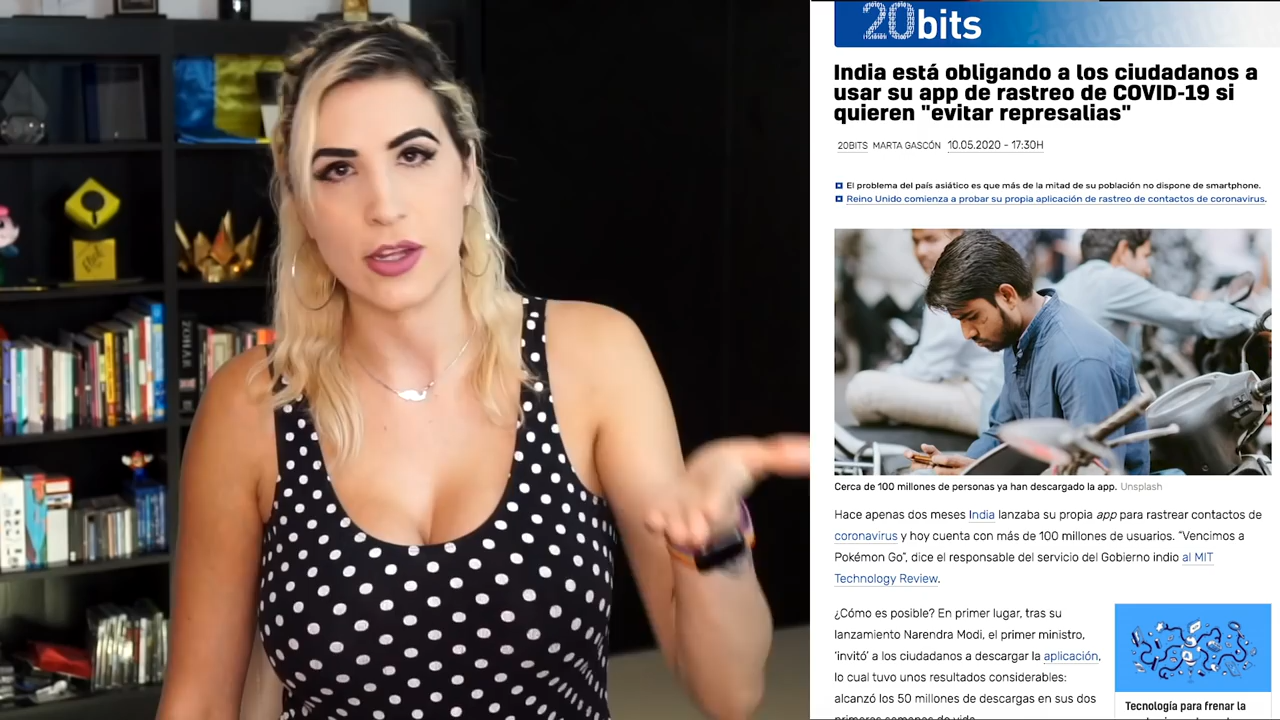 20bits
India está obligando a los ciudadanos a
usar su app de rastreo de COVID-19 si
quieren "evitar represalias"
20BITS MARTA GASCÓN 10.05.2020 - 17:30H
El problema del país asiático es que más de la mitad de su población no dispone de smartphone.
Reino Unido comienza a probar su propia aplicación de rastreo de contactos de coronavirus.
Cerca de 100 millones de personas ya han descargado la app. Unsplash
Hace apenas dos meses India lanzaba su propia app para rastrear contactos de
coronavirus y hoy cuenta con más de 100 millones de usuarios. "Vencimos a
Pokémon Go", dice el responsable del servicio del Gobierno indio al MIT
Technology Review.
¿Cómo es posible? En primer lugar, tras su
lanzamiento Narendra Modi, el primer ministro,
'invitó' a los ciudadanos a descargar la aplicación,
lo cual tuvo unos resultados considerables:
alcanzó los 50 millones de descargas en sus dos
primeras semanas de vida
Tecnología para frenar la
ZOHAR